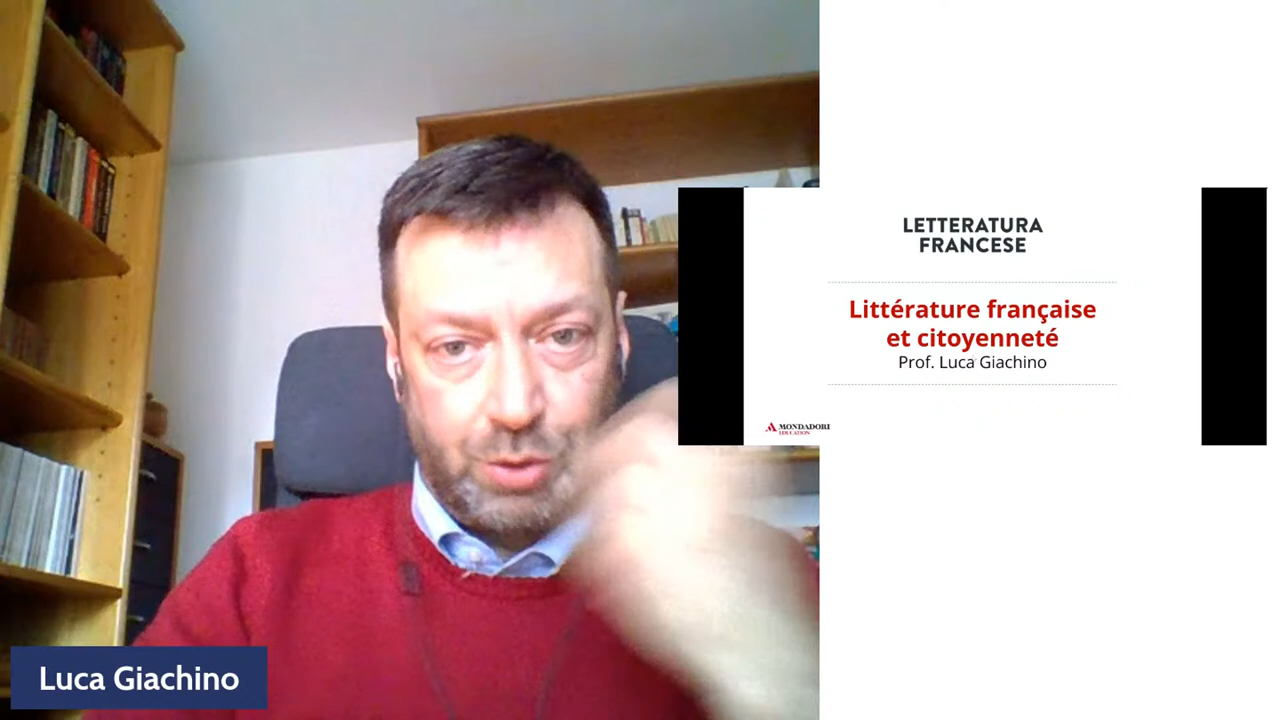 LETTERATURA
FRANCESE
Littérature française
et citoyenneté
Prof. Luca Giachino
MONDADORI
EDUCATION
Luca Giachino